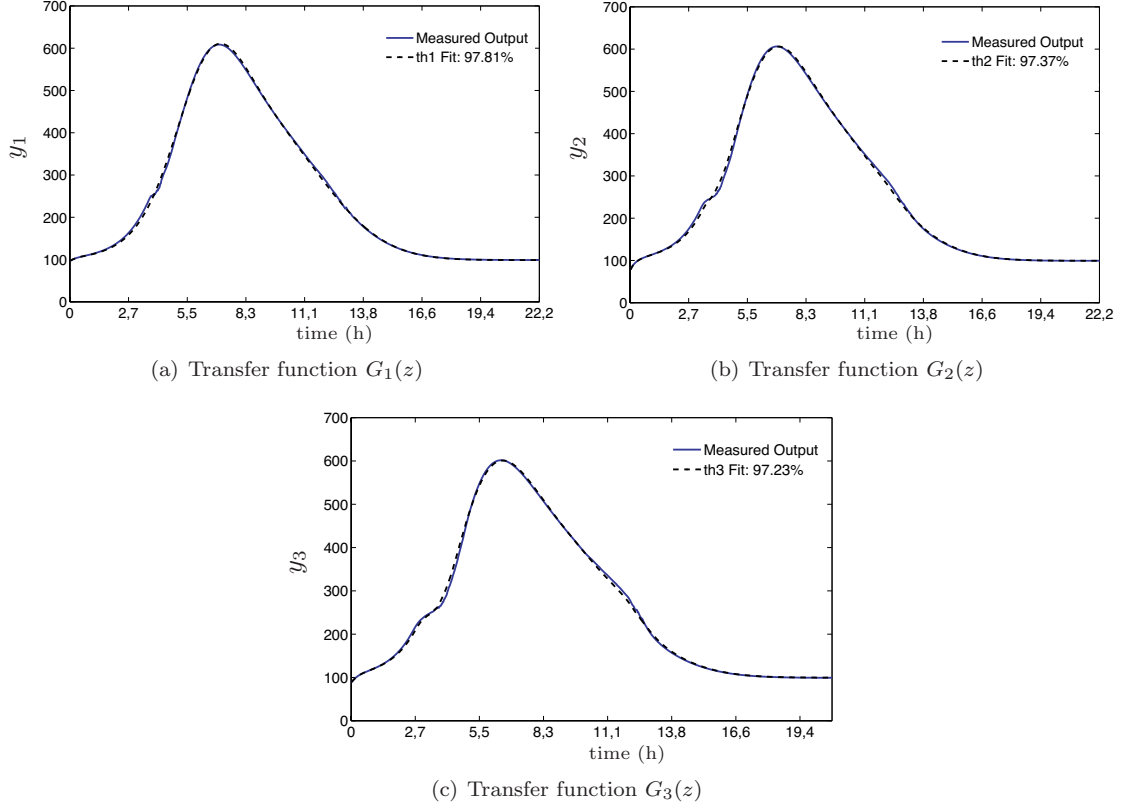 700
600
500
400
300
200
100
0
y1
Measured Output
th1 Fit: 97.81%
0 2,7 5,5 8,3 11,1 13,8 16,6 19,4 22,2
time (h)
(a) Transfer function G1(z)
700
600
500
400
300
200
100
0
y2
Measured Output
th2 Fit: 97.37%
0 2,7 5,5 8,3 11,1 13,8 16,6 19,4 22,2
time (h)
(b) Transfer function G2(z)
700
600
500
400
300
200
100
0
y3
Measured Output
th3 Fit: 97.23%
0 2,7 5,5 8,3 11,1 13,8 16,6 19,4
time (h)
(c) Transfer function G3(z)